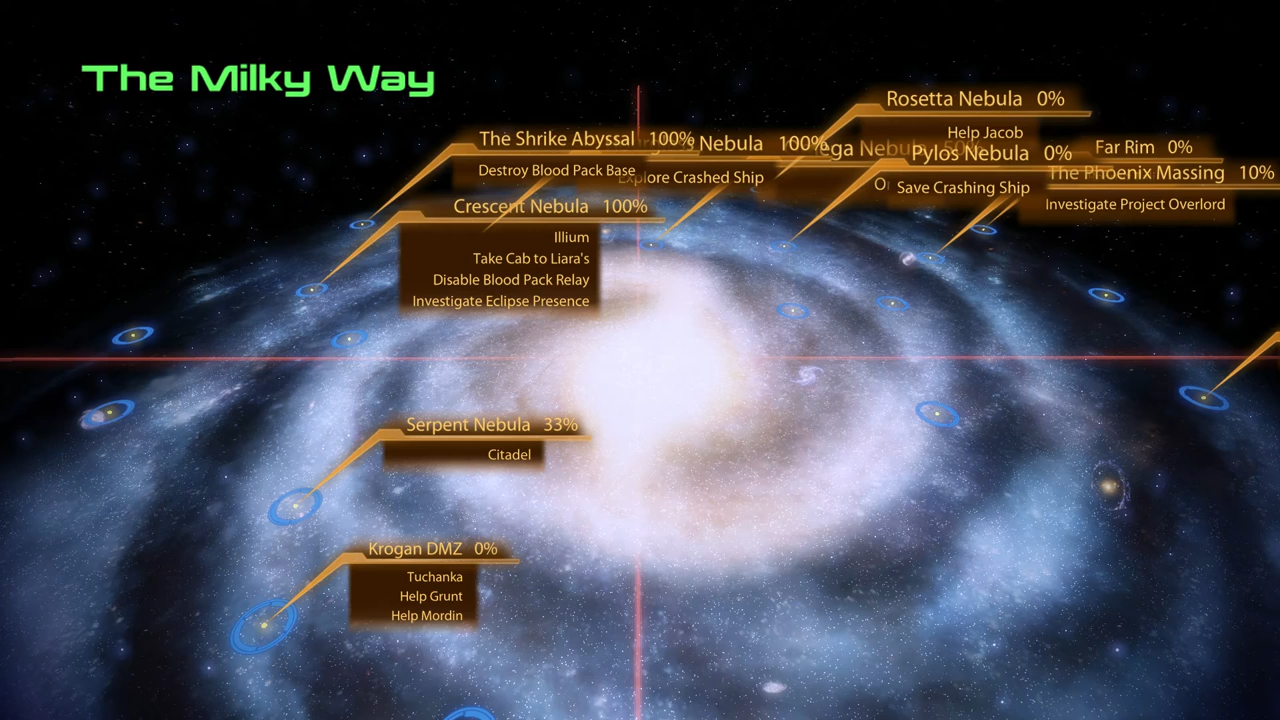 The Milky Way
Rosetta Nebula 0%
Help Jacob
The Shrike Abyssal 100%
Destroy Blood Pack Base
Nebula 100%
Explore Crashed Ship
Pylos Nebula 0%
Save Crashing Ship
Far Rim 0%
The Phoenix Massing 10%
Investigate Project Overlord
Crescent Nebula 100%
Illium
Take Cab to Liara's
Disable Blood Pack Relay
Investigate Eclipse Presence
Serpent Nebula 33%
Citadel
Krogan DMZ 0%
Tuchanka
Help Grunt
Help Mordin